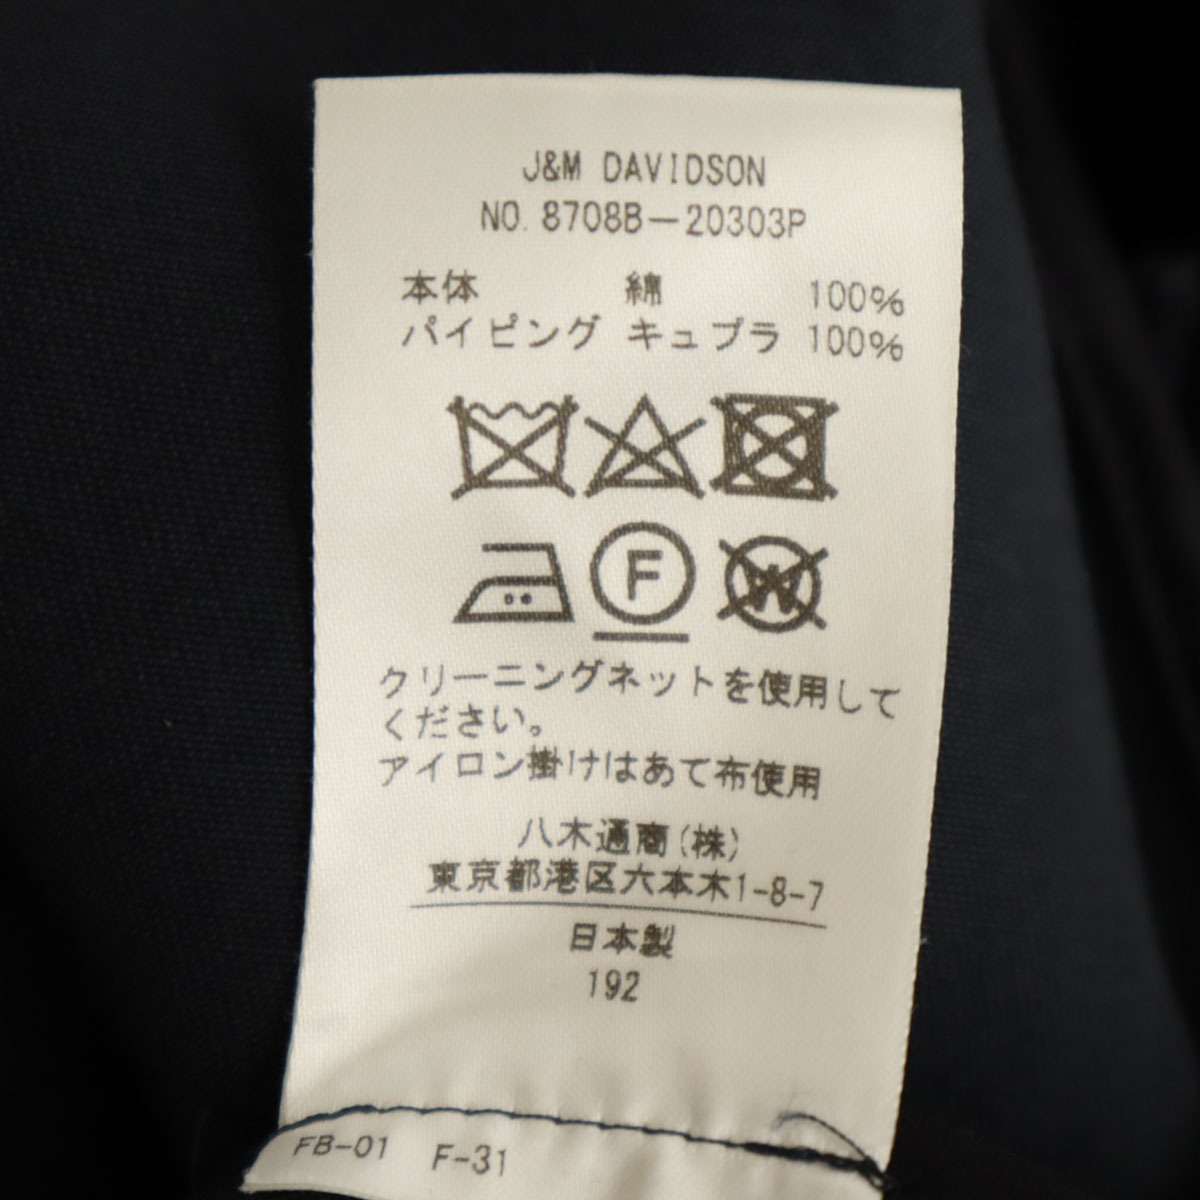 J&M DAVIDSON
NO. 8708B-20303P
本体 綿 100%
パイピング キュプラ 100%
F
W
クリーニングネットを使用して
ください。
アイロン掛けはあて布使用
八木通商(株)
東京都港区六本木1-8-7
日本製
192
FB-01 F-31